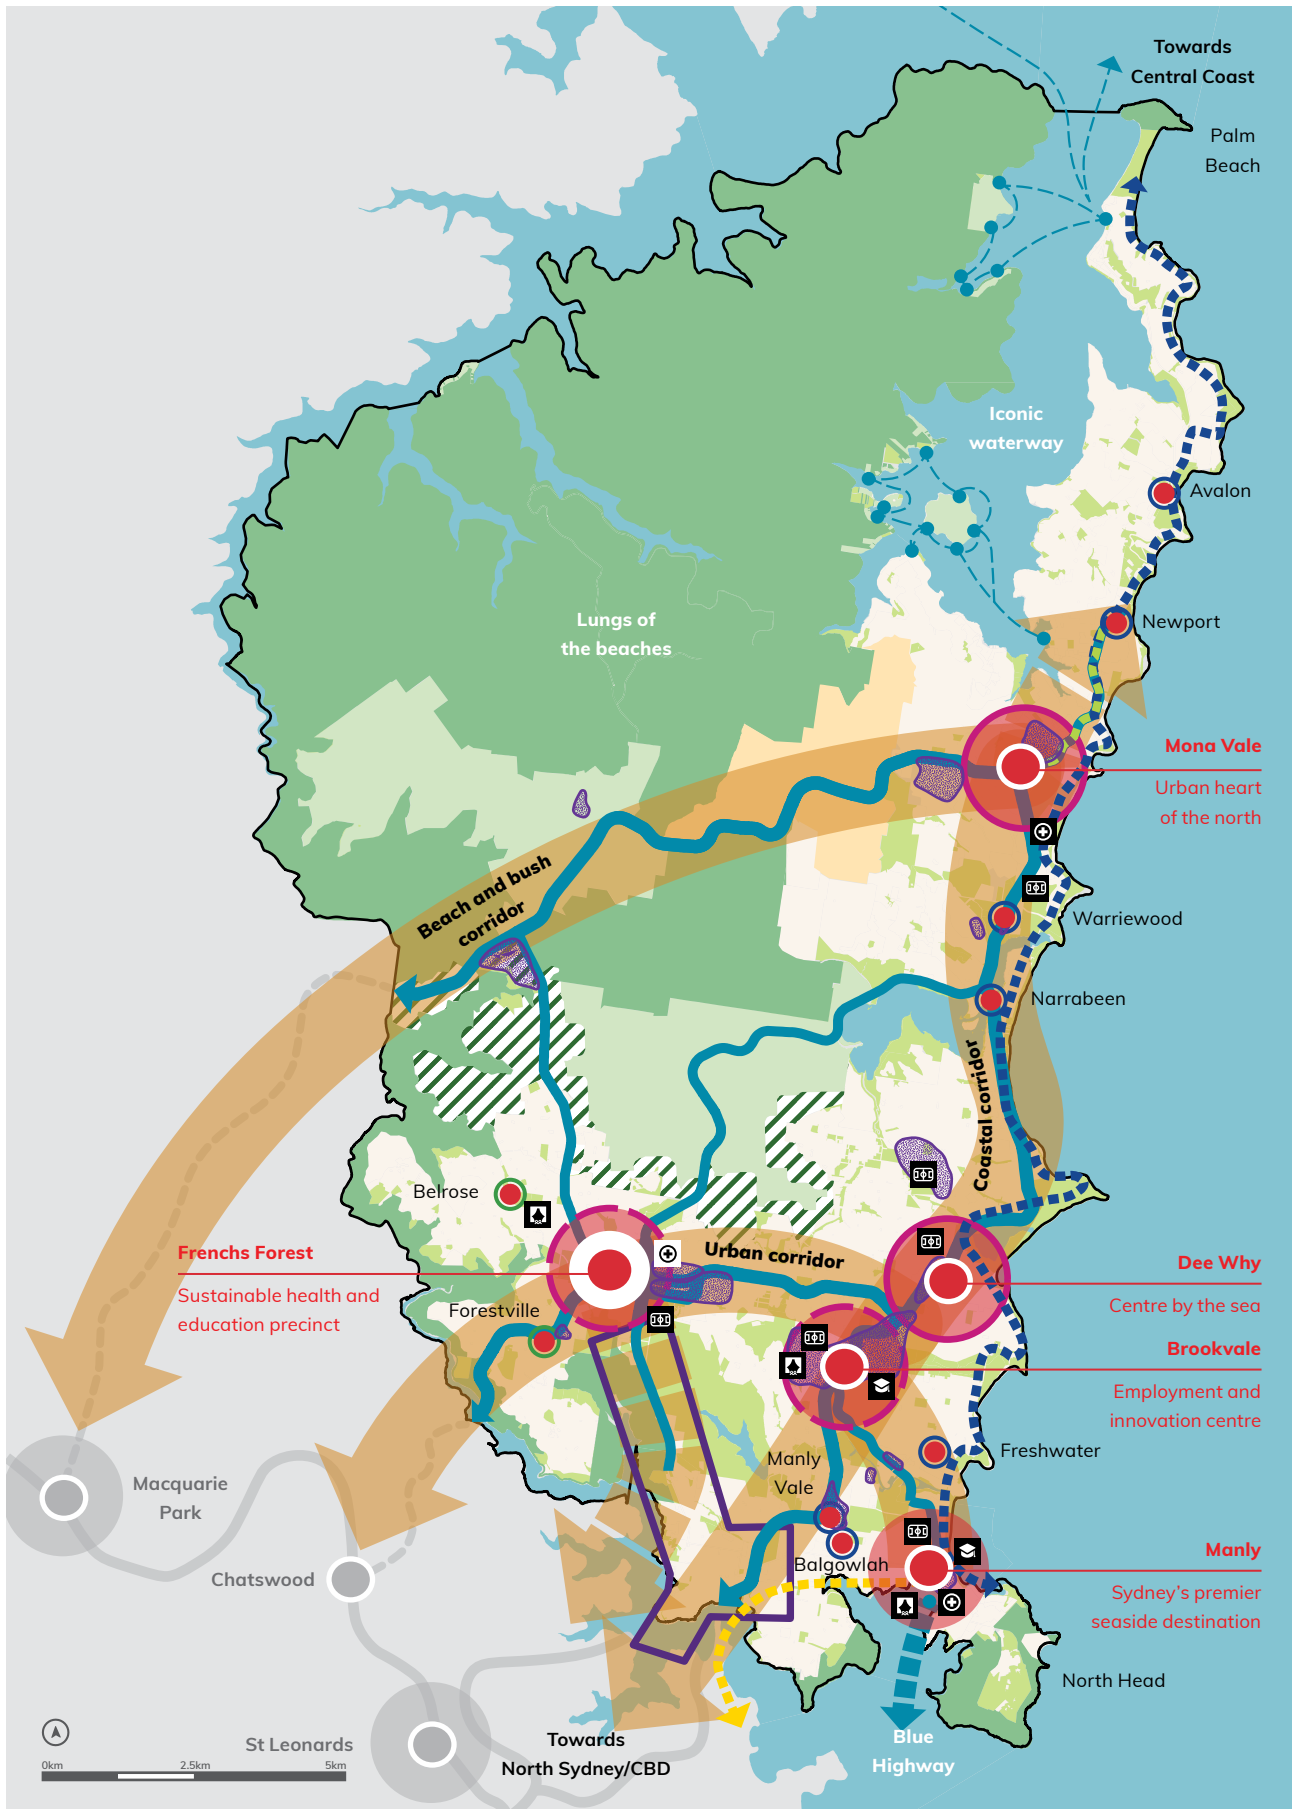 Towards
Central Coast
Palm
Beach
Iconic
waterway
Avalon
Lungs of
the beaches
Newport
Mona Vale
Urban heart
of the north
Beach and bush
corridor
Warriewood
Narrabeen
Coastal corridor
Belrose
Frenchs Forest
Sustainable health and
education precinct
Urban corridor
Forestville
Dee Why
Centre by the sea
Brookvale
Employment and
innovation centre
Freshwater
Manly
Vale
Macquarie
Park
Chatswood
Balgowlah
Manly
Sydney's premier
seaside destination
North Head
St Leonards
Towards
North Sydney/CBD
Blue
Highway
0km 2.5km 5km